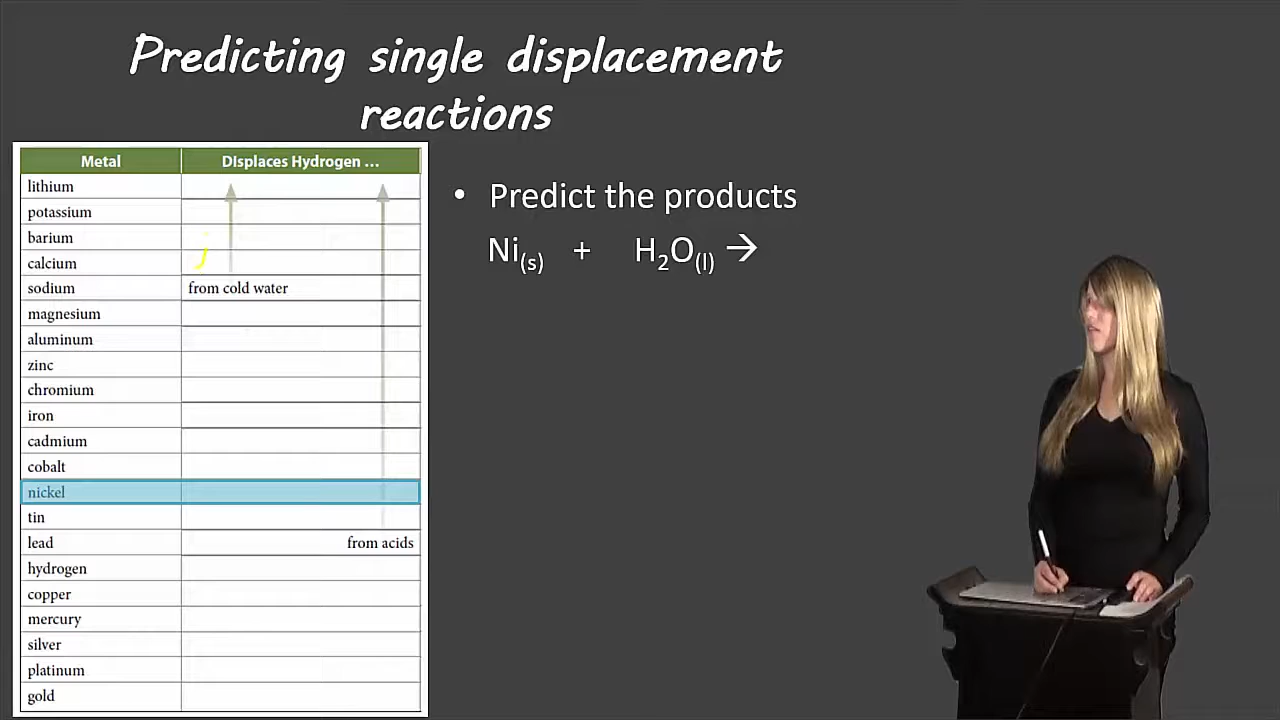 Predicting single displacement
reactions
Metal Displaces Hydrogen ...
lithium
potassium
barium
calcium
sodium from cold water
magnesium
aluminum
zinc
chromium
iron
cadmium
cobalt
nickel
tin
lead from acids
hydrogen
copper
mercury
silver
platinum
gold
• Predict the products
Ni(s) + H₂O(l) →